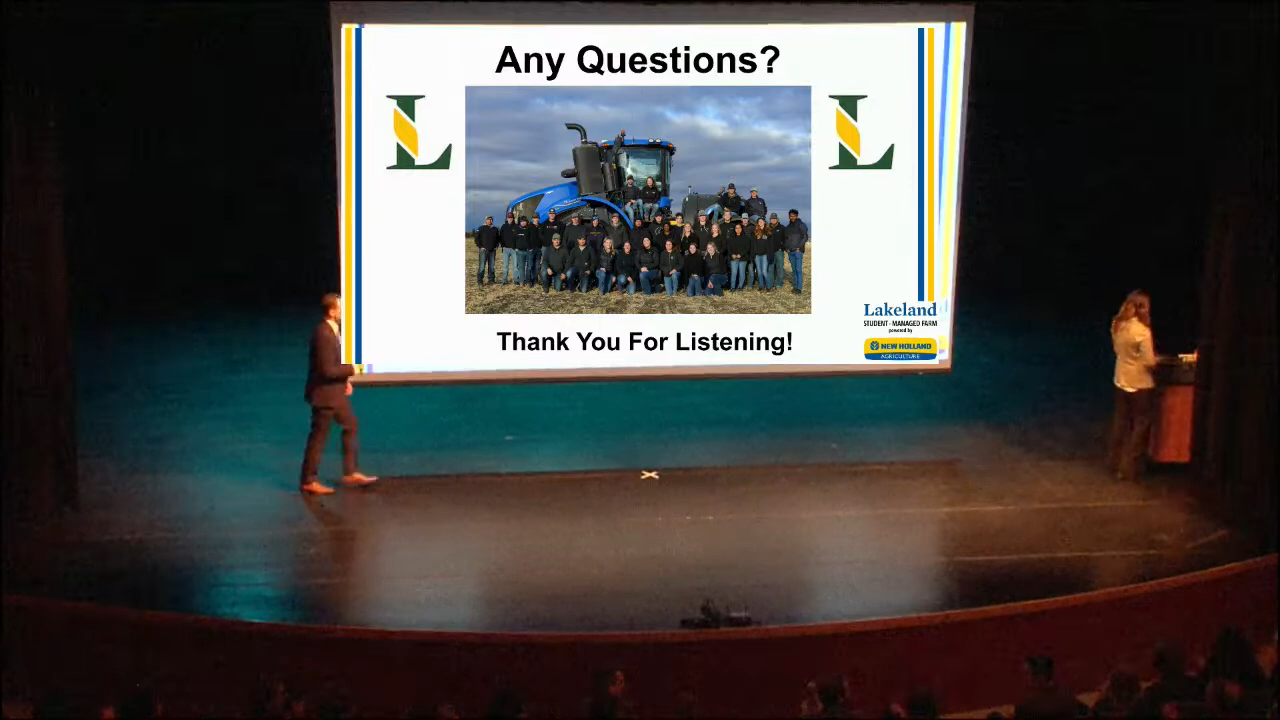 Any Questions?
L L
Thank You For Listening!
Lakeland
STUDENT-MANAGED FARM
powered by
NEW HOLLAND
AGRICULTURE